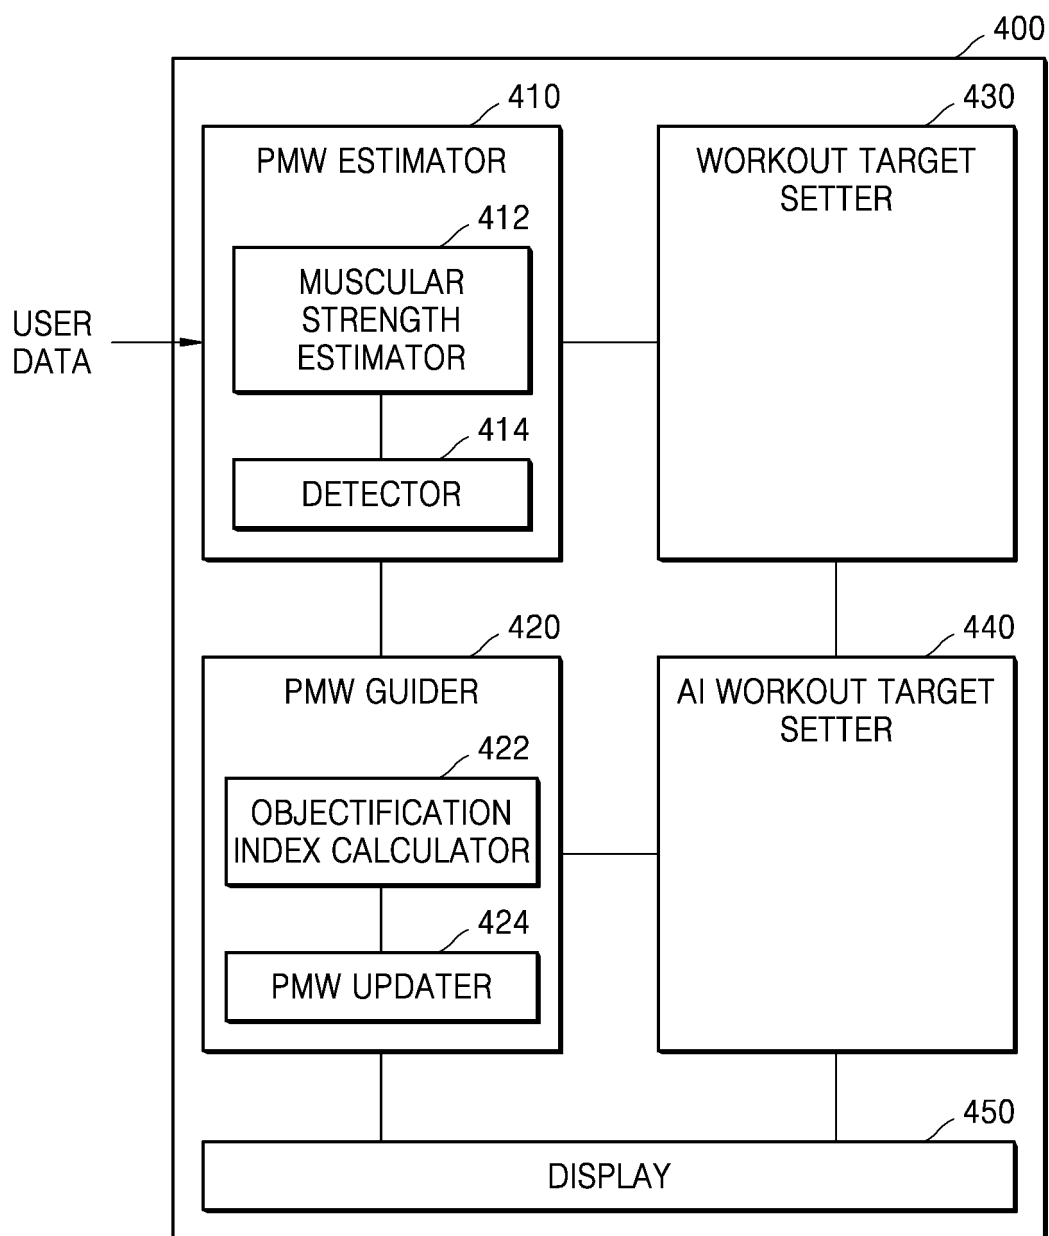 400
410
PMW ESTIMATOR
412
MUSCULAR
STRENGTH
ESTIMATOR
414
DETECTOR
430
WORKOUT TARGET
SETTER
USER
DATA
420
PMW GUIDER
422
OBJECTIFICATION
INDEX CALCULATOR
424
PMW UPDATER
440
AI WORKOUT TARGET
SETTER
450
DISPLAY